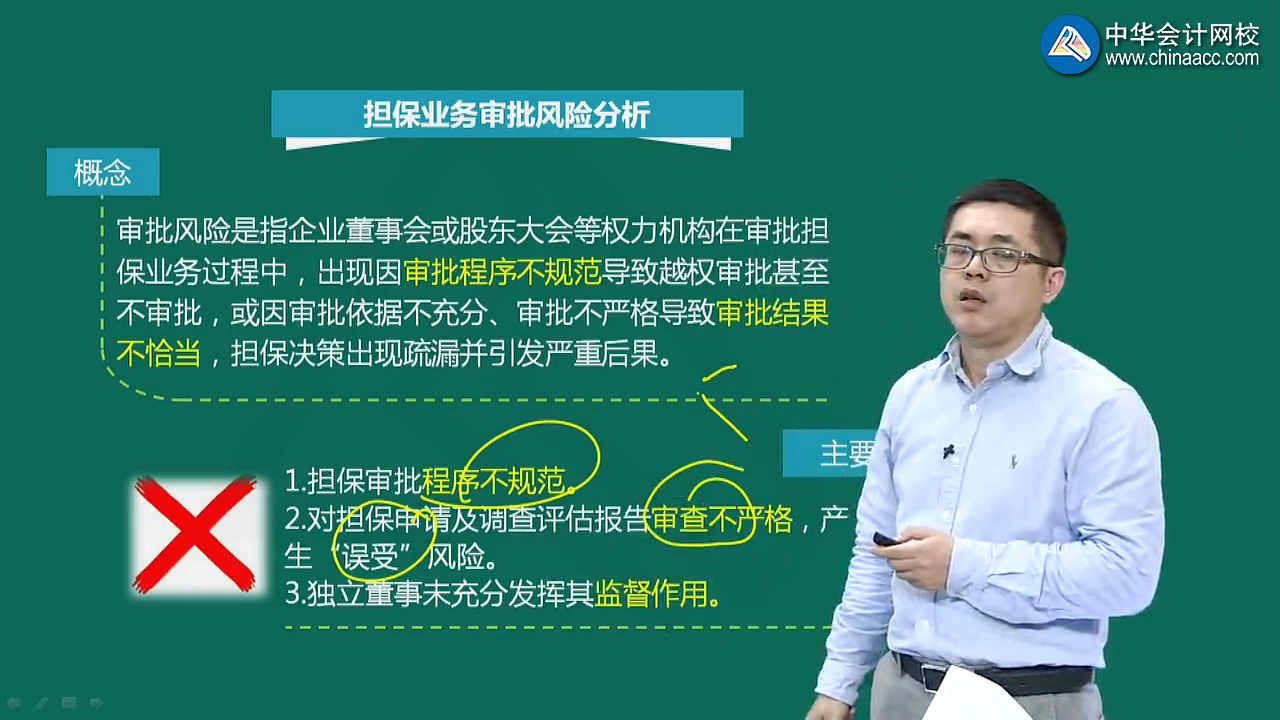 中华会计网校
www.chinaacc.com
担保业务审批风险分析
概念
审批风险是指企业董事会或股东大会等权力机构在审批担
保业务过程中，出现因审批程序不规范导致越权审批甚至
不审批，或因审批依据不充分、审批不严格导致审批结果
不恰当，担保决策出现疏漏并引发严重后果。
主要
1.担保审批程序不规范。
2.对担保申请及调查评估报告审查不严格，产
生“误受”风险。
3.独立董事未充分发挥其监督作用。